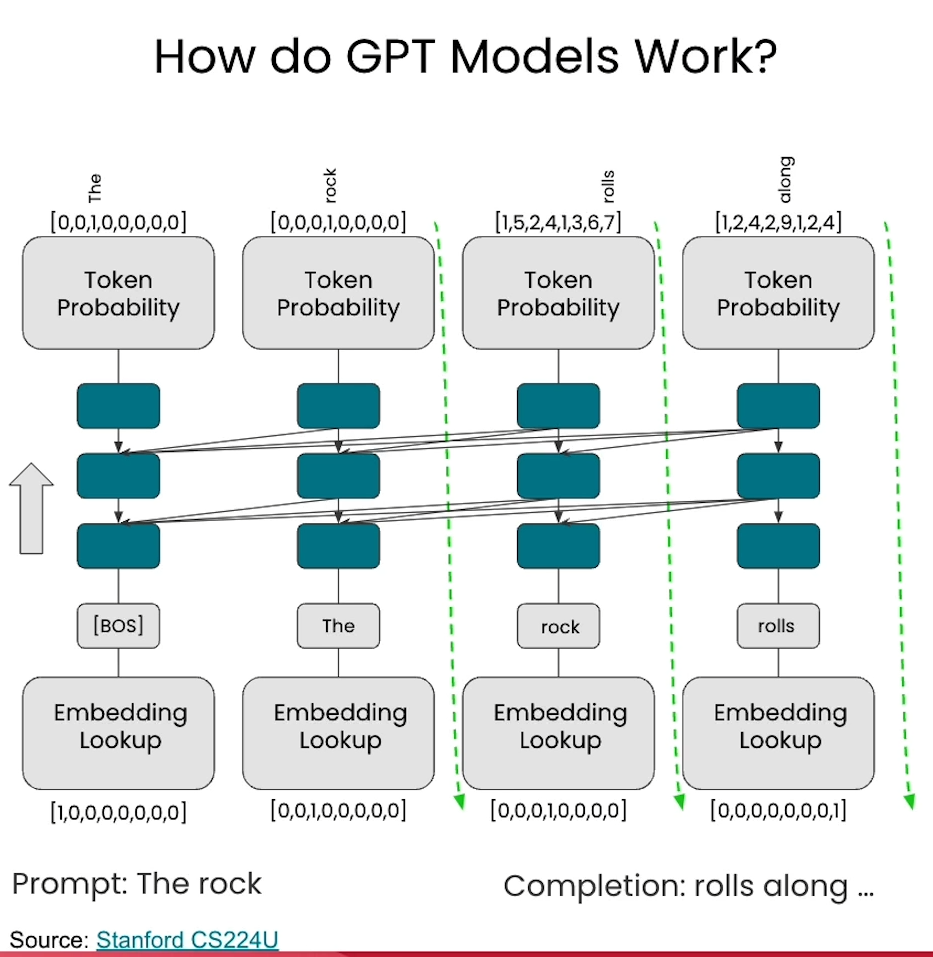 How do GPT Models Work?
The
rock
rolls
along
[0,0,1,0,0,0,0,0]
[0,0,0,1,0,0,0,0]
[1,5,2,4,1,3,6,7]
[1,2,4,2,9,1,2,4]
Token
Probability
Token
Probability
Token
Probability
Token
Probability
[BOS]
The
rock
rolls
Embedding
Lookup
Embedding
Lookup
Embedding
Lookup
Embedding
Lookup
[1,0,0,0,0,0,0,0]
[0,0,1,0,0,0,0,0]
[0,0,0,1,0,0,0,0]
[0,0,0,0,0,0,0,1]
Prompt: The rock
Completion: rolls along ...
Source: Stanford CS224U